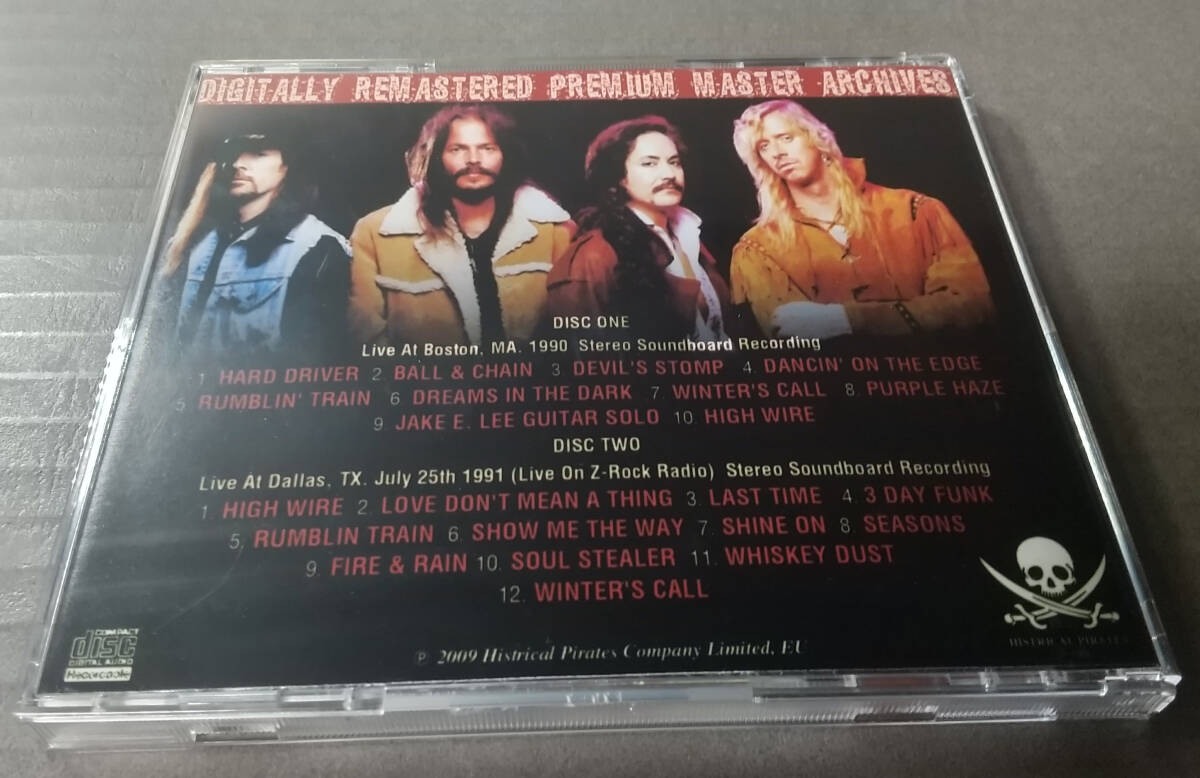 DIGITALLY REMASTERED PREMIUM MASTER ARCHIVES
DISC ONE
Live At Boston, MA. 1990 Stereo Soundboard Recording
1 HARD DRIVER 2 BALL & CHAIN 3 DEVIL'S STOMP 4. DANCIN' ON THE EDGE
5. RUMBLIN' TRAIN 6 DREAMS IN THE DARK 7. WINTER'S CALL 8. PURPLE HAZE
9. JAKE E. LEE GUITAR SOLO 10. HIGH WIRE
DISC TWO
Live At Dallas, TX. July 25th 1991 (Live On Z-Rock Radio) Stereo Soundboard Recording
1. HIGH WIRE 2. LOVE DON'T MEAN A THING 3. LAST TIME 4. 3 DAY FUNK
5. RUMBLIN TRAIN 6. SHOW ME THE WAY 7. SHINE ON 8. SEASONS
9. FIRE & RAIN 10. SOUL STEALER 11. WHISKEY DUST
12. WINTER'S CALL
COMPACT
disc
DIGITAL AUDIO
Recordable
HISTRICAL PIRATES
℗ 2009 Histrical Pirates Company Limited, EU